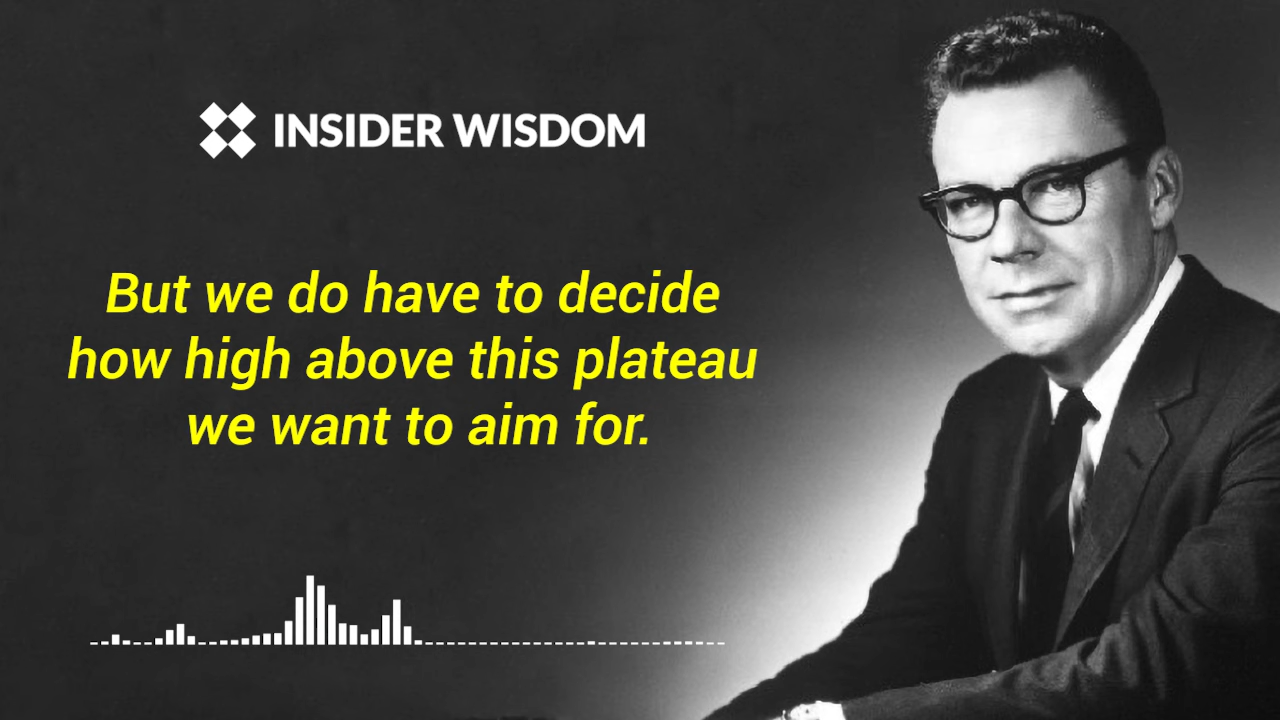 INSIDER WISDOM
But we do have to decide
how high above this plateau
we want to aim for.